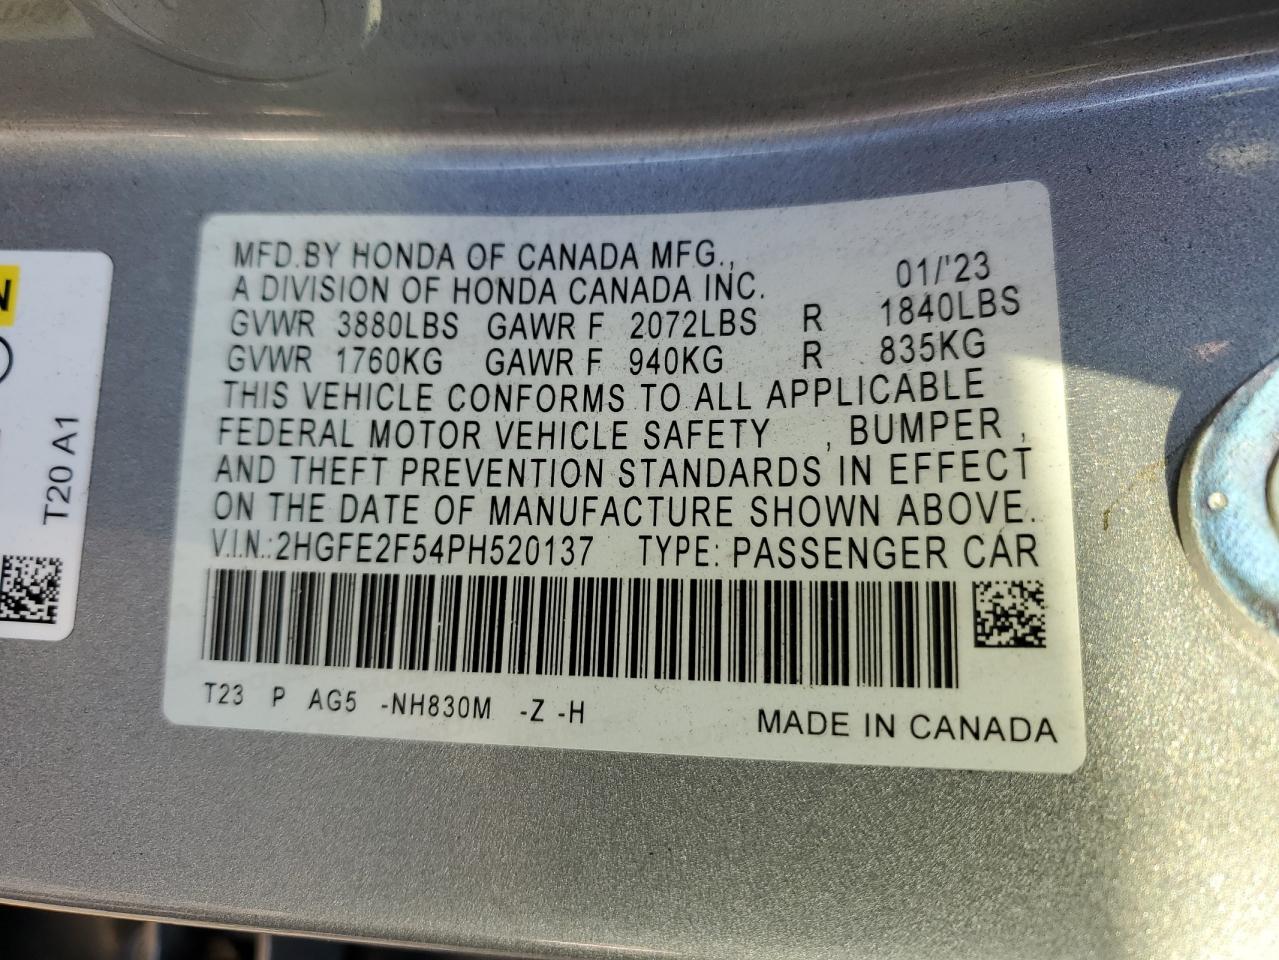 MFD.BY HONDA OF CANADA MFG.,
A DIVISION OF HONDA CANADA INC. 01/'23
GVWR 3880LBS GAWR F 2072LBS R 1840LBS
GVWR 1760KG GAWR F 940KG R 835KG
THIS VEHICLE CONFORMS TO ALL APPLICABLE
FEDERAL MOTOR VEHICLE SAFETY , BUMPER ,
AND THEFT PREVENTION STANDARDS IN EFFECT
ON THE DATE OF MANUFACTURE SHOWN ABOVE.
V.I.N.:2HGFE2F54PH520137 TYPE: PASSENGER CAR
T23 P AG5 -NH830M -Z -H
MADE IN CANADA
T20 A1